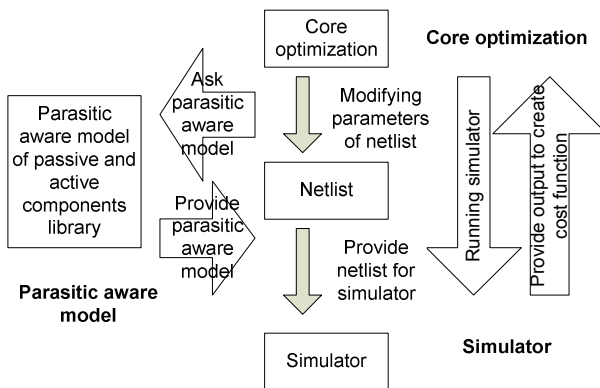 Core
optimization
Core optimization
Ask
parasitic
aware
model
Modifying
parameters
of netlist
Parasitic
aware model
of passive and
active
components
library
Netlist
Provide
parasitic
aware
model
Running simulator
Provide output to create
cost function
Provide
netlist for
simulator
Parasitic aware
model
Simulator
Simulator